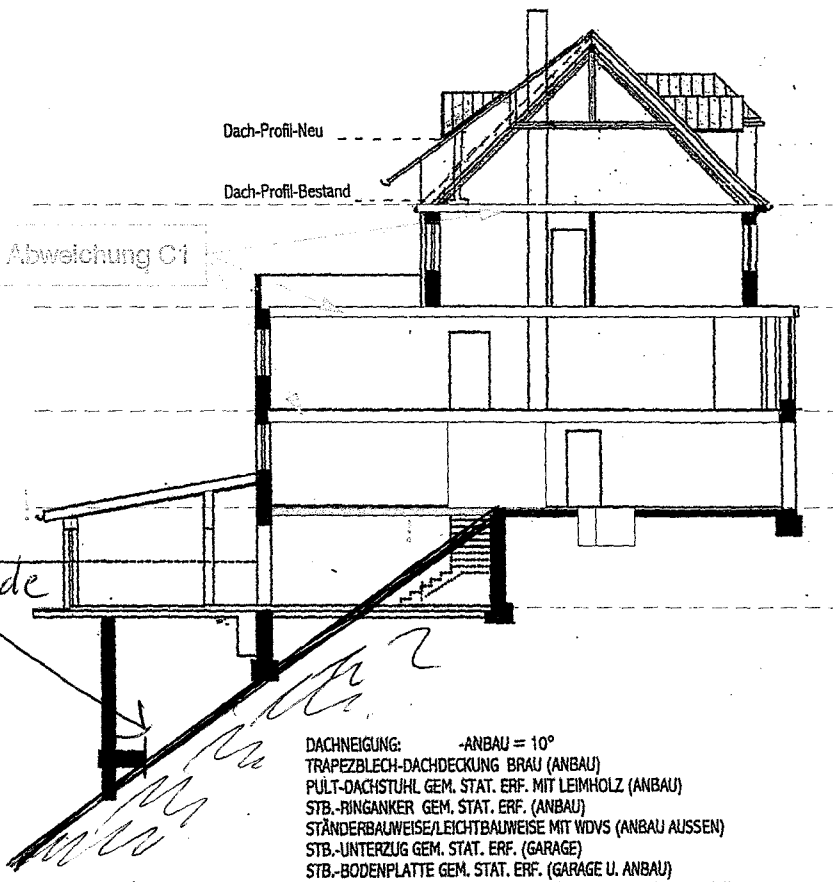 Dach-Profil-Neu
Dach-Profil-Bestand
Abweichung C1
de
DACHNEIGUNG: -ANBAU = 10°
TRAPEZBLECH-DACHDECKUNG BRAU (ANBAU)
PULT-DACHSTUHL GEM. STAT. ERF. MIT LEIMHOLZ (ANBAU)
STB.-RINGANKER GEM. STAT. ERF. (ANBAU)
STÄNDERBAUWEISE/LEICHTBAUWEISE MIT WDVS (ANBAU AUSSEN)
STB.-UNTERZUG GEM. STAT. ERF. (GARAGE)
STB.-BODENPLATTE GEM. STAT. ERF. (GARAGE U. ANBAU)